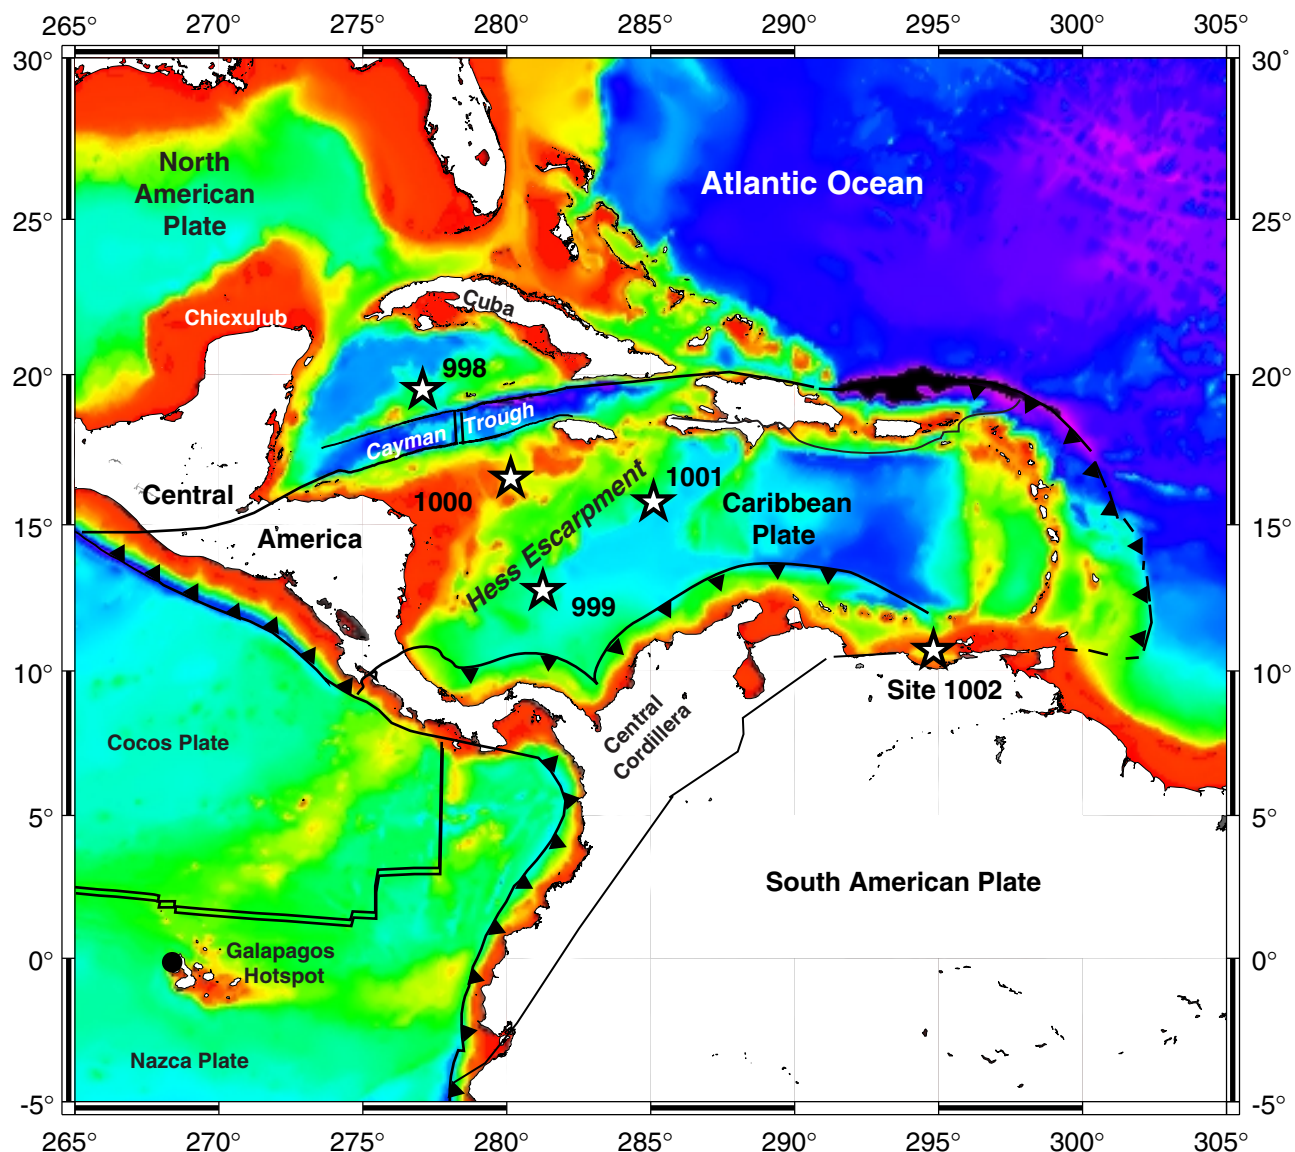 265° 270° 275° 280° 285° 290° 295° 300° 305°
30° 30°
North
American
Plate
Atlantic Ocean
25° 25°
Cuba
Chicxulub
998
20° 20°
Cayman Trough
1001
Central
1000
Caribbean
Plate
15° 15°
America
Hess Escarpment
999
10° 10°
Site 1002
Central
Cordillera
Cocos Plate
5° 5°
South American Plate
Galapagos
Hotspot
0° 0°
Nazca Plate
-5° -5°
265° 270° 275° 280° 285° 290° 295° 300° 305°